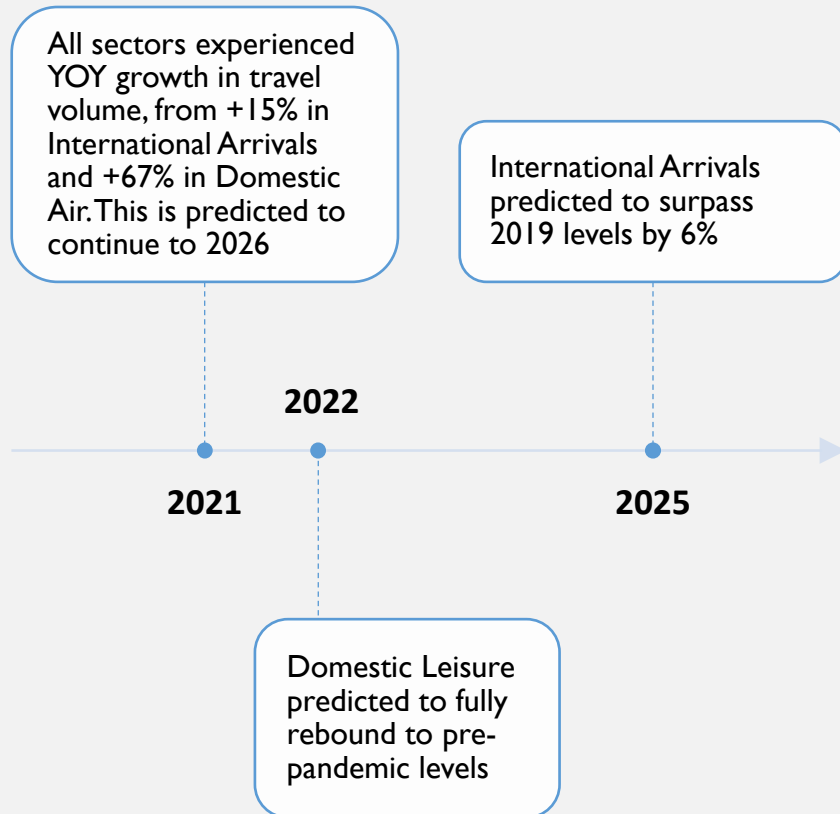 All sectors experienced
YOY growth in travel
volume, from +15% in
International Arrivals
and +67% in Domestic
Air. This is predicted to
continue to 2026
International Arrivals
predicted to surpass
2019 levels by 6%
2022
2021
2025
Domestic Leisure
predicted to fully
rebound to pre-
pandemic levels